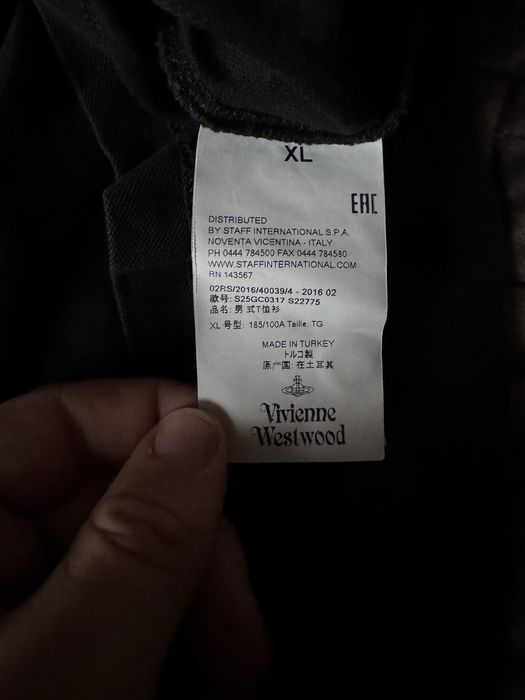 XL
EAC
DISTRIBUTED
BY STAFF INTERNATIONAL S.P.A.
NOVENTA VICENTINA - ITALY
PH 0444 784500 FAX 0444 784580
WWW.STAFFINTERNATIONAL.COM
RN 143567
02RS/2016/40039/4 - 2016 02
款号: S25GC0317 S22775
品名: 男式T恤衫
XL 号型: 185/100A Taille: TG
MADE IN TURKEY
トルコ製
原产国: 在土耳其
Vivienne
Westwood